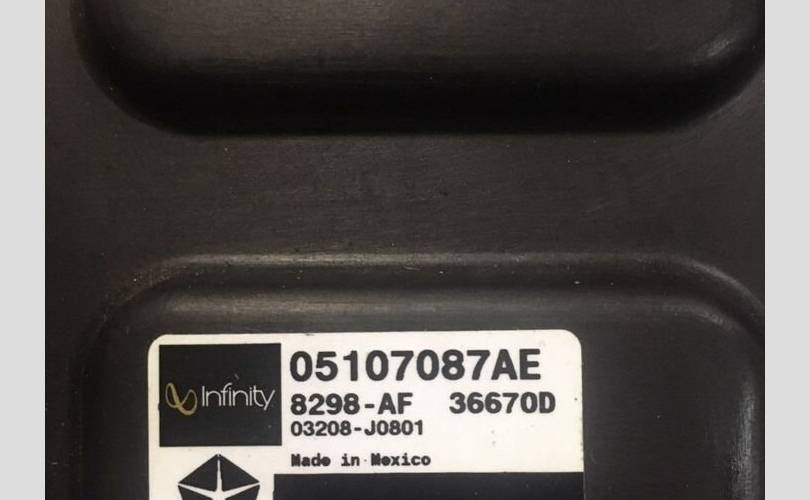 Infinity
05107087AE
8298-AF 36670D
03208-J0801
Made in Mexico